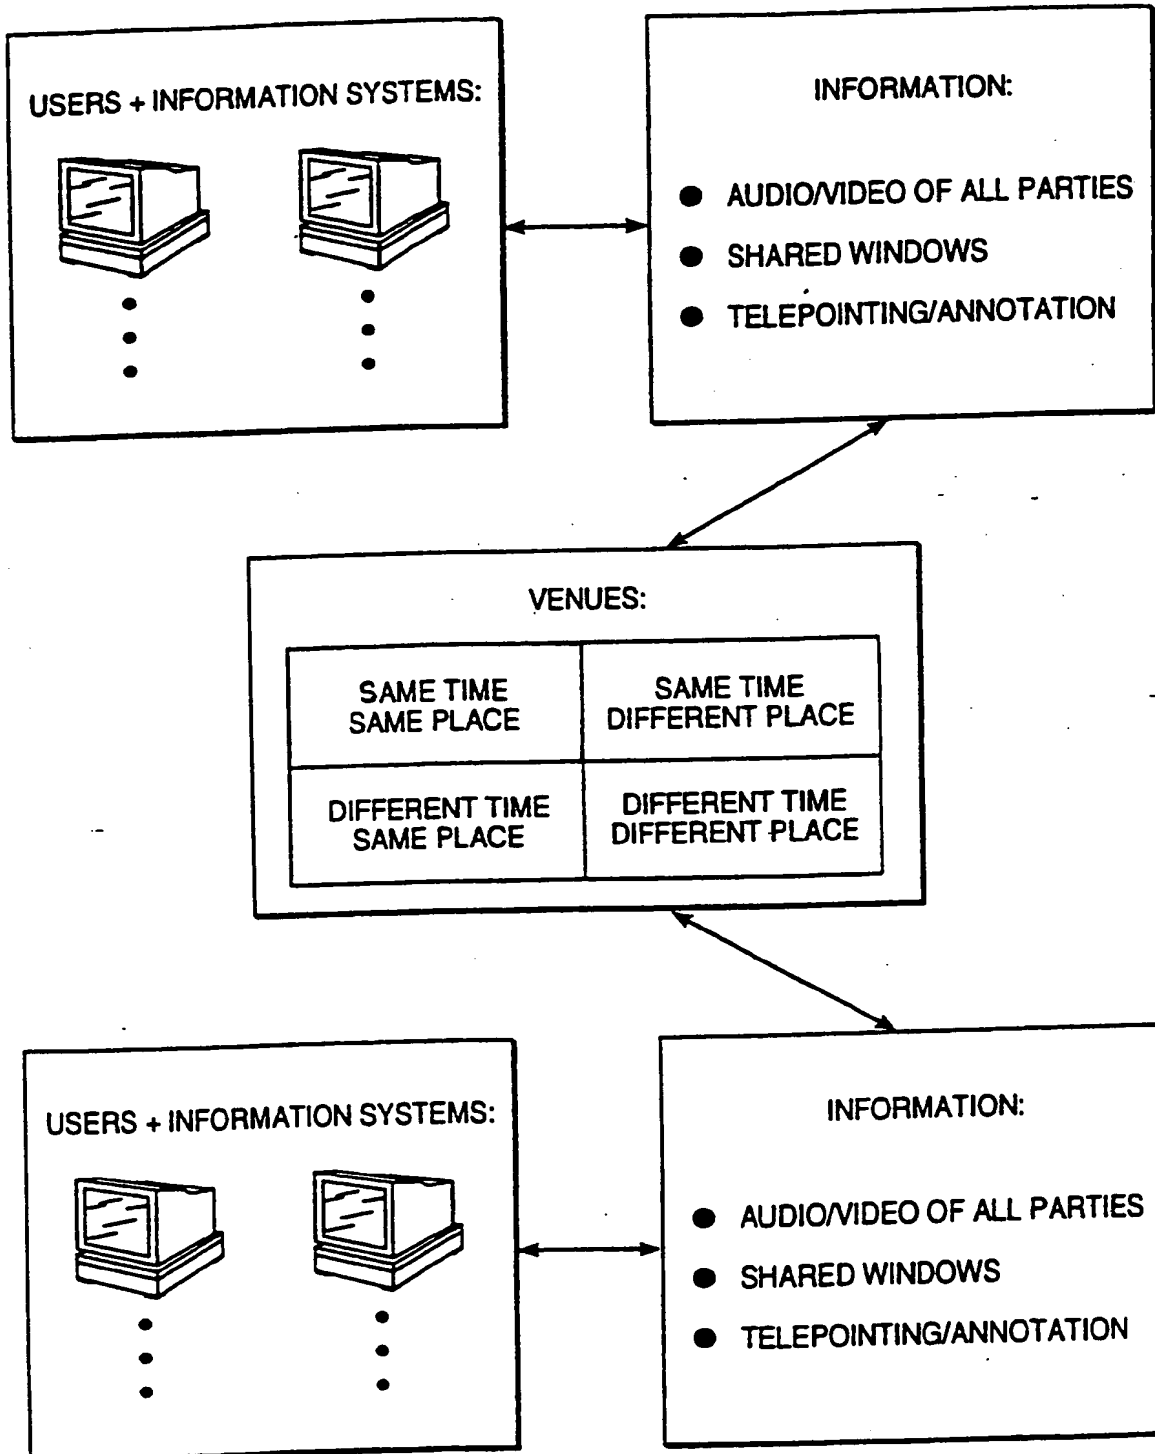 USERS + INFORMATION SYSTEMS:
INFORMATION:
● AUDIO/VIDEO OF ALL PARTIES
● SHARED WINDOWS
● TELEPOINTING/ANNOTATION
VENUES:
SAME TIME
SAME PLACE
SAME TIME
DIFFERENT PLACE
DIFFERENT TIME
SAME PLACE
DIFFERENT TIME
DIFFERENT PLACE
USERS + INFORMATION SYSTEMS:
INFORMATION:
● AUDIO/VIDEO OF ALL PARTIES
● SHARED WINDOWS
● TELEPOINTING/ANNOTATION